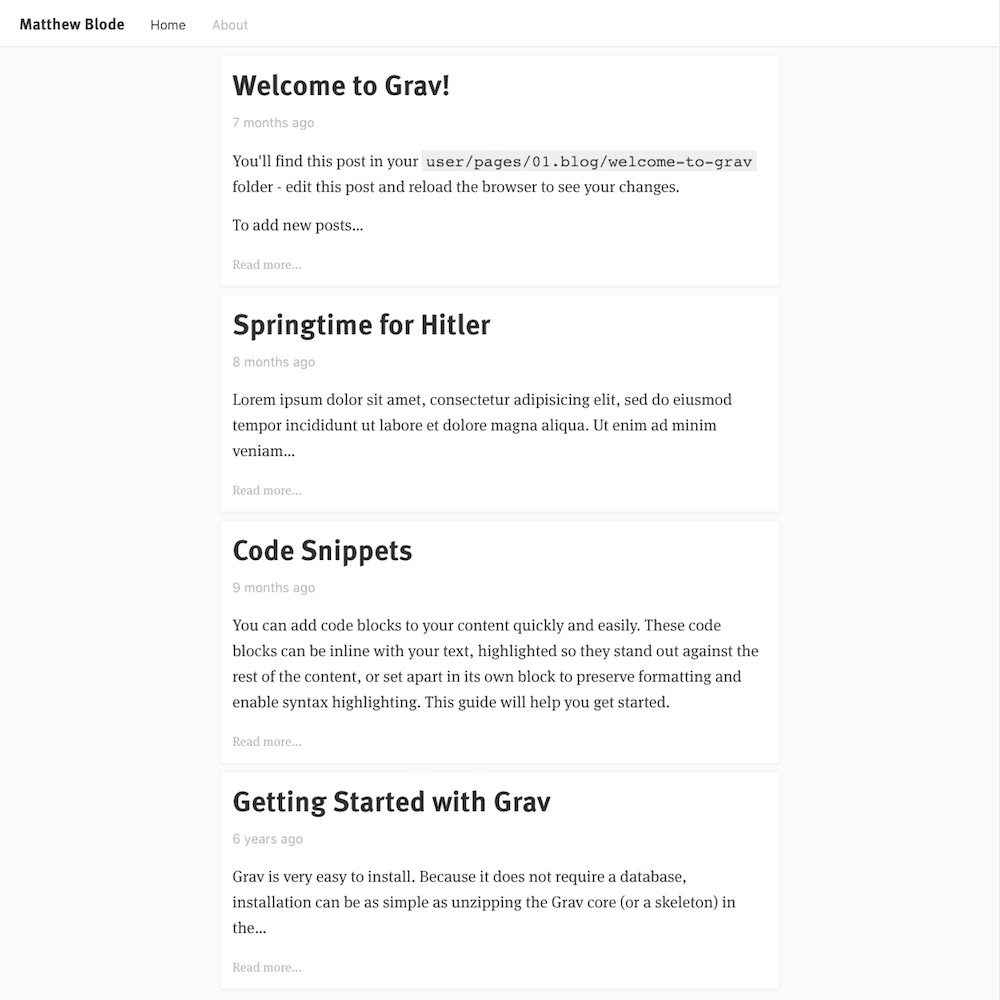 Matthew Blode Home About
Welcome to Grav!
7 months ago
You'll find this post in your user/pages/01.blog/welcome-to-grav
folder - edit this post and reload the browser to see your changes.
To add new posts...
Read more...
Springtime for Hitler
8 months ago
Lorem ipsum dolor sit amet, consectetur adipisicing elit, sed do eiusmod
tempor incididunt ut labore et dolore magna aliqua. Ut enim ad minim
veniam...
Read more...
Code Snippets
9 months ago
You can add code blocks to your content quickly and easily. These code
blocks can be inline with your text, highlighted so they stand out against the
rest of the content, or set apart in its own block to preserve formatting and
enable syntax highlighting. This guide will help you get started.
Read more...
Getting Started with Grav
6 years ago
Grav is very easy to install. Because it does not require a database,
installation can be as simple as unzipping the Grav core (or a skeleton) in
the...
Read more...